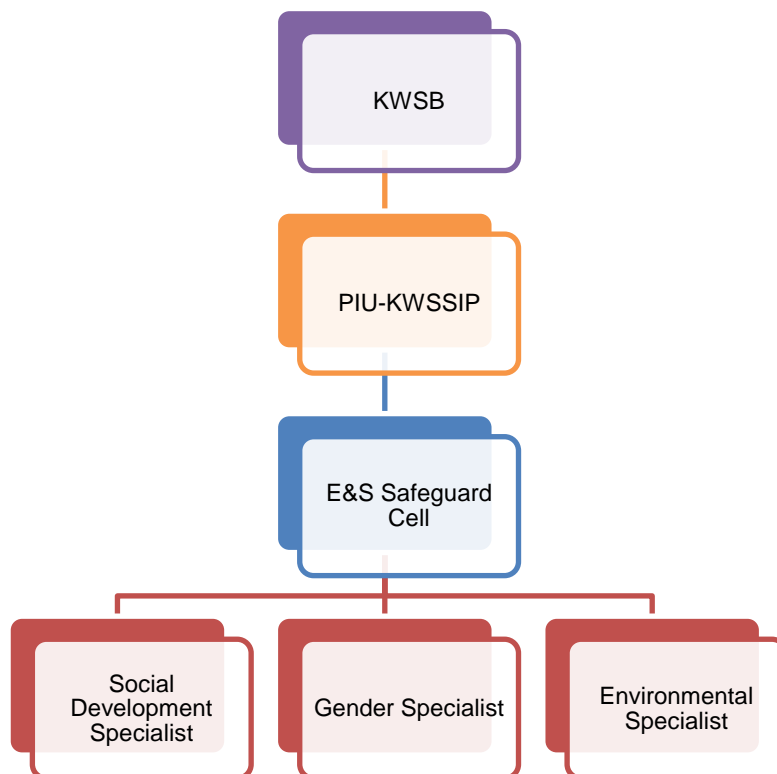 KWSB
PIU-KWSSIP
E&S Safeguard
Cell
Social
Development
Specialist
Gender Specialist
Environmental
Specialist